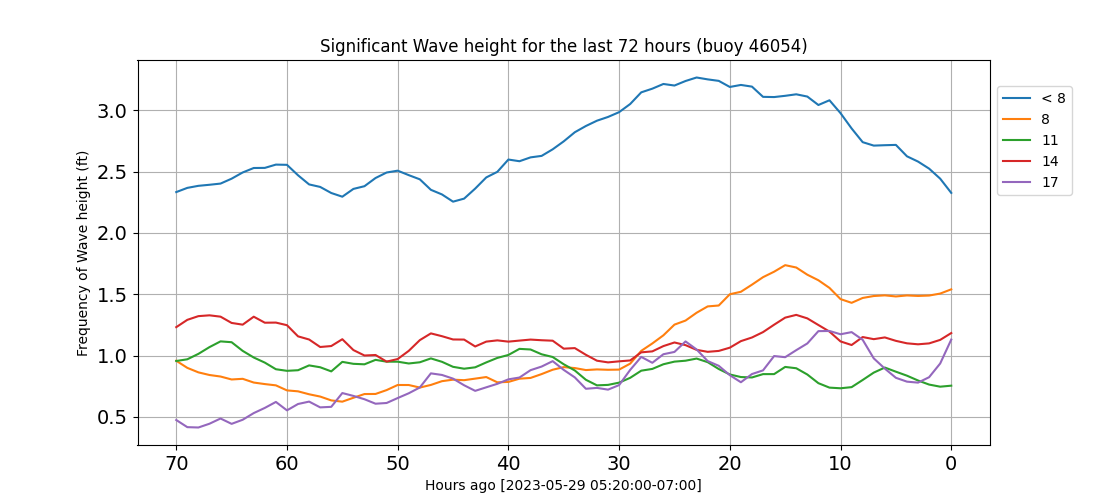 Significant Wave height for the last 72 hours (buoy 46054)
Frequency of Wave height (ft)
3.0
2.5
2.0
1.5
1.0
0.5
70 60 50 40 30 20 10 0
Hours ago [2023-05-29 05:20:00-07:00]
< 8
8
11
14
17